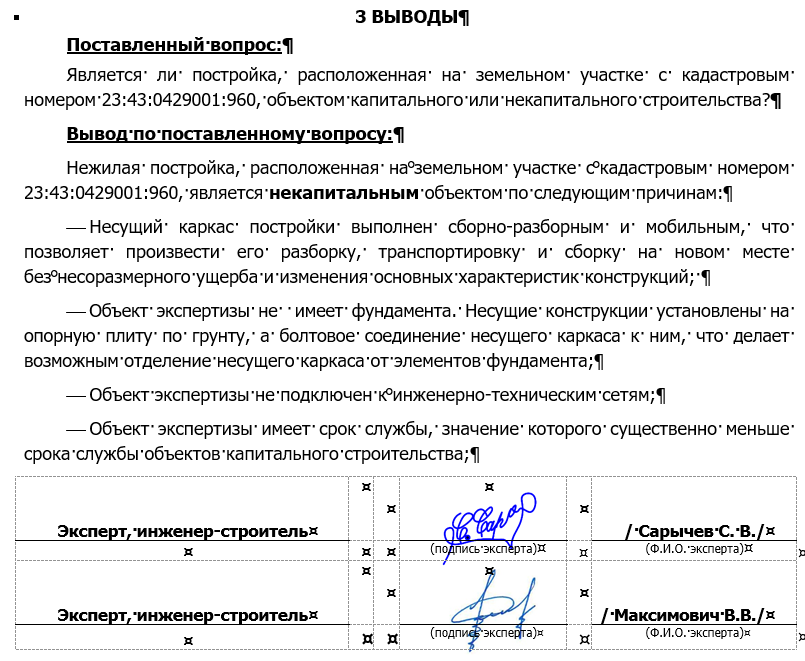 3 ВЫВОДЫ¶
Поставленный вопрос:¶
Является ли постройка, расположенная на земельном участке с кадастровым
номером 23:43:0429001:960, объектом капитального или некапитального строительства?¶
Вывод по поставленному вопросу:¶
Нежилая постройка, расположенная на земельном участке с кадастровым номером
23:43:0429001:960, является некапитальным объектом по следующим причинам:¶
— Несущий каркас постройки выполнен сборно-разборным и мобильным, что
позволяет произвести его разборку, транспортировку и сборку на новом месте
без несоразмерного ущерба и изменения основных характеристик конструкций; ¶
— Объект экспертизы не имеет фундамента. Несущие конструкции установлены на
опорную плиту по грунту, а болтовое соединение несущего каркаса к ним, что делает
возможным отделение несущего каркаса от элементов фундамента;¶
— Объект экспертизы не подключен к инженерно-техническим сетям;¶
— Объект экспертизы имеет срок службы, значение которого существенно меньше
срока службы объектов капитального строительства;¶
Эксперт, инженер-строитель¤ / Сарычев С. В./¤
(подпись эксперта)¤ (Ф.И.О. эксперта)¤
Эксперт, инженер-строитель¤ / Максимович В.В./¤
(подпись эксперта)¤ (Ф.И.О. эксперта)¤